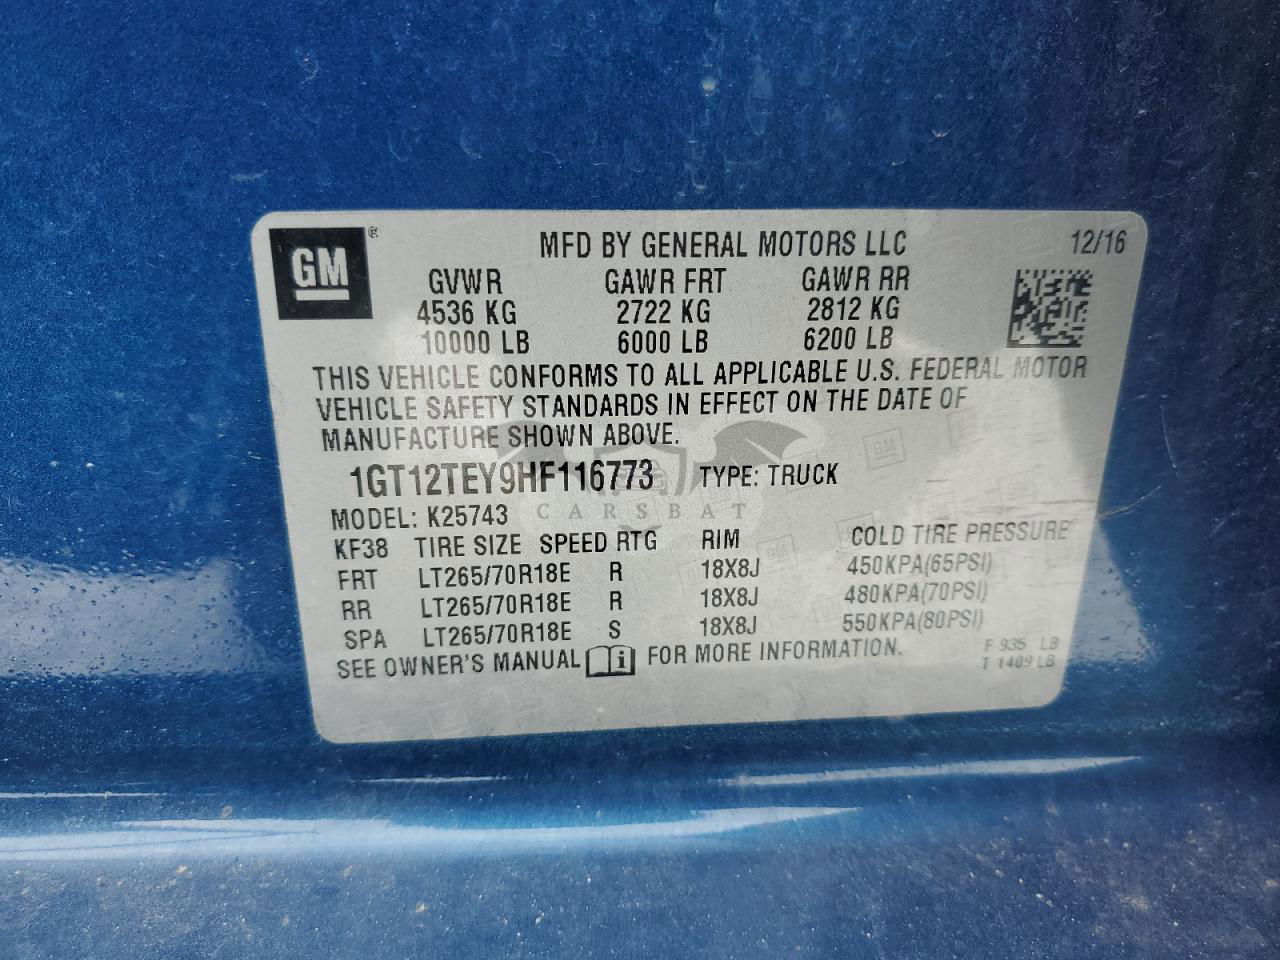 GM ® MFD BY GENERAL MOTORS LLC 12/16
GVWR GAWR FRT GAWR RR
4536 KG 2722 KG 2812 KG
10000 LB 6000 LB 6200 LB
THIS VEHICLE CONFORMS TO ALL APPLICABLE U.S. FEDERAL MOTOR
VEHICLE SAFETY STANDARDS IN EFFECT ON THE DATE OF
MANUFACTURE SHOWN ABOVE.
1GT12TEY9HF116773 TYPE: TRUCK
CARSBAT
MODEL: K25743
KF38 TIRE SIZE SPEED RTG RIM COLD TIRE PRESSURE
FRT LT265/70R18E R 18X8J 450KPA(65PSI)
RR LT265/70R18E R 18X8J 480KPA(70PSI)
SPA LT265/70R18E S 18X8J 550KPA(80PSI)
SEE OWNER'S MANUAL i FOR MORE INFORMATION.
F 935 LB
T 1409 LB